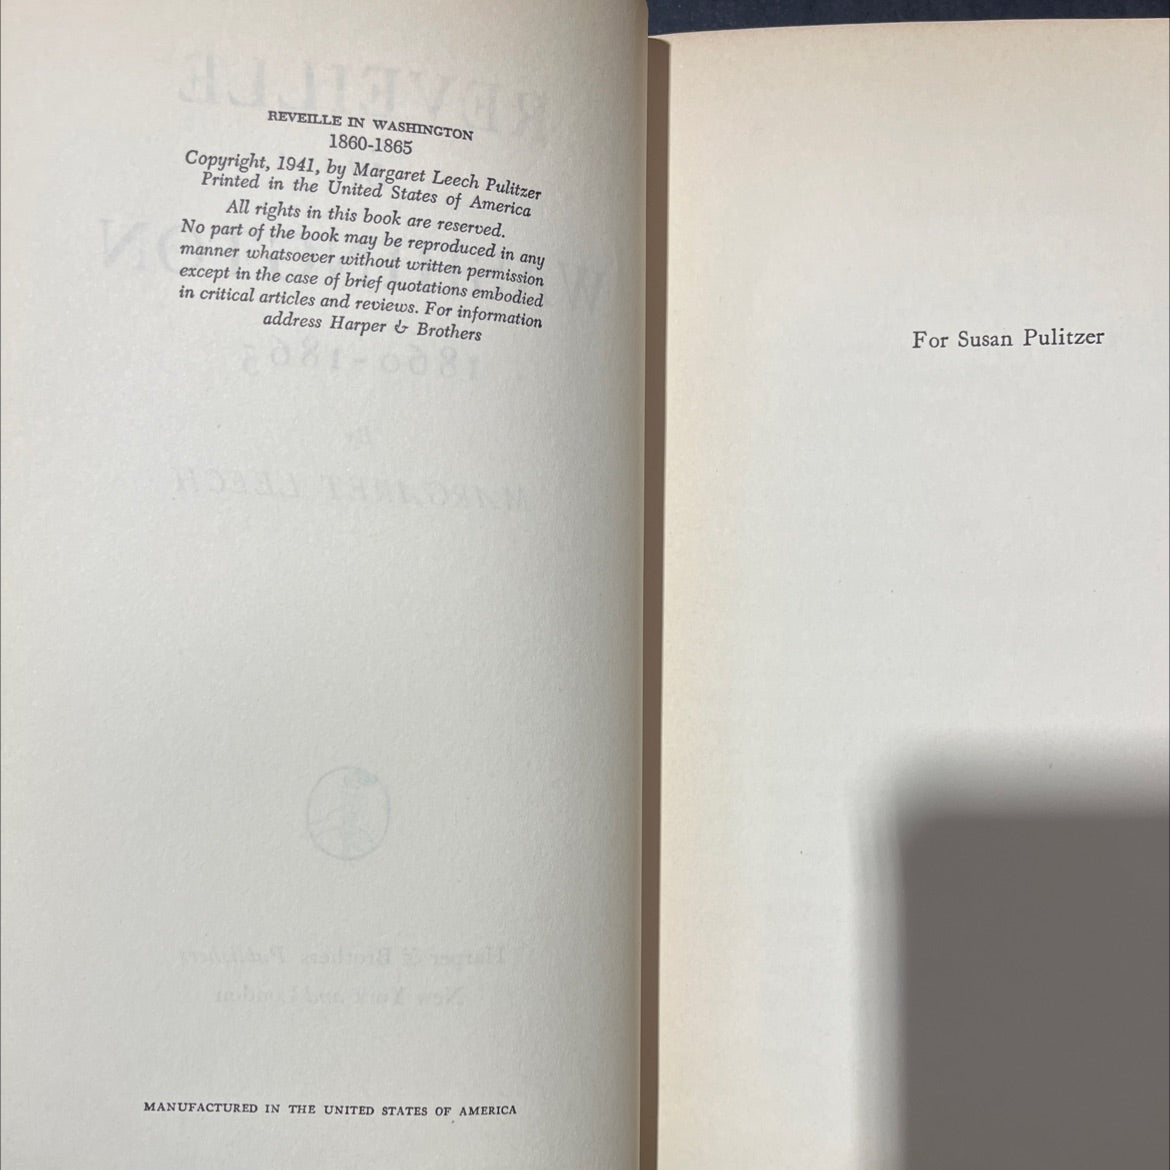 REVEILLE IN WASHINGTON
1860-1865
Copyright, 1941, by Margaret Leech Pulitzer
Printed in the United States of America
All rights in this book are reserved.
No part of the book may be reproduced in any
manner whatsoever without written permission
except in the case of brief quotations embodied
in critical articles and reviews. For information
address Harper & Brothers
MANUFACTURED IN THE UNITED STATES OF AMERICA
For Susan Pulitzer